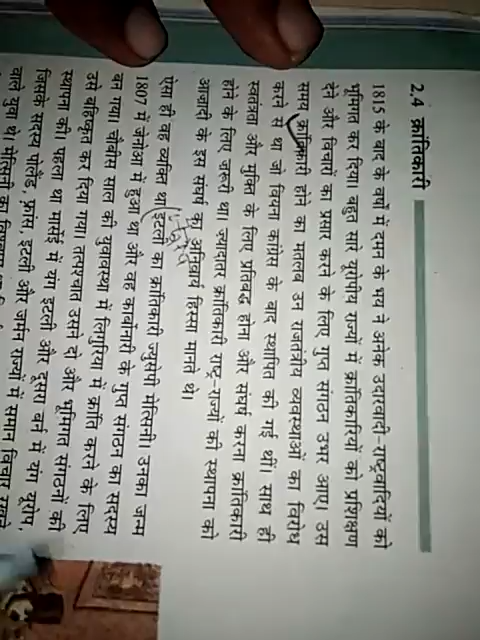 2.4 क्रांतिकारी
1815 के बाद के वर्षों में दमन के भय ने अनेक उदारवादी-राष्ट्रवादियों को
भूमिगत कर दिया। बहुत सारे यूरोपीय राज्यों में क्रांतिकारियों को प्रशिक्षण
देने और विचारों का प्रसार करने के लिए गुप्त संगठन उभर आए। उस
समय क्रांतिकारी होने का मतलब उन राजतंत्रीय व्यवस्थाओं का विरोध
करने से था जो वियना कांग्रेस के बाद स्थापित की गई थीं। साथ ही
स्वतंत्रता और मुक्ति के लिए प्रतिबद्ध होना और संघर्ष करना क्रांतिकारी
होने के लिए ज़रूरी था। ज्यादातर क्रांतिकारी राष्ट्र-राज्यों की स्थापना को
आज़ादी के इस संघर्ष का अनिवार्य हिस्सा मानते थे।
ऐसा ही वह व्यक्ति था इटली का क्रांतिकारी ज्युसेपी मेत्सिनी। उसका जन्म
1807 में जेनोआ में हुआ था और वह कार्बोनारी के गुप्त संगठन का सदस्य
बन गया। चौबीस साल की युवावस्था में लिगुरिया में क्रांति करने के लिए
उसे बहिष्कृत कर दिया गया। तत्पश्चात उसने दो और भूमिगत संगठनों की
स्थापना की। पहला था मार्सेई में यंग इटली और दूसरा बर्न में यंग यूरोप,
जिसके सदस्य पोलैंड, फ्रांस, इटली और जर्मन राज्यों में समान विचार रखने
वाले युवा थे। मेत्सिनी का